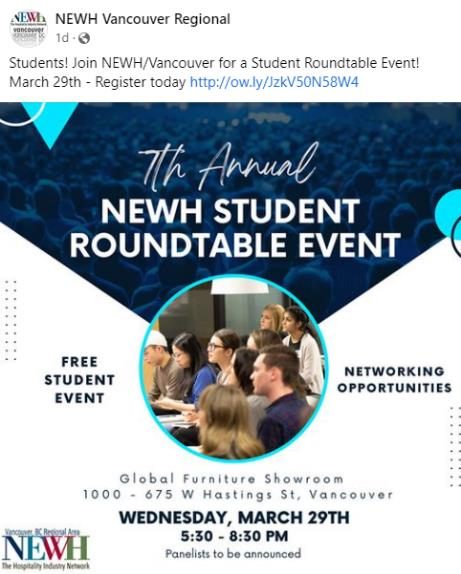 NEWH Vancouver Regional
1d ·
Students! Join NEWH/Vancouver for a Student Roundtable Event!
March 29th - Register today http://ow.ly/JzkV50N58W4
7th Annual
NEWH STUDENT
ROUNDTABLE EVENT
FREE
STUDENT
EVENT
NETWORKING
OPPORTUNITIES
Global Furniture Showroom
1000 - 675 W Hastings St, Vancouver
WEDNESDAY, MARCH 29TH
5:30 - 8:30 PM
Panelists to be announced
Vancouver, BC Regional Area
NEWH
The Hospitality Industry Network